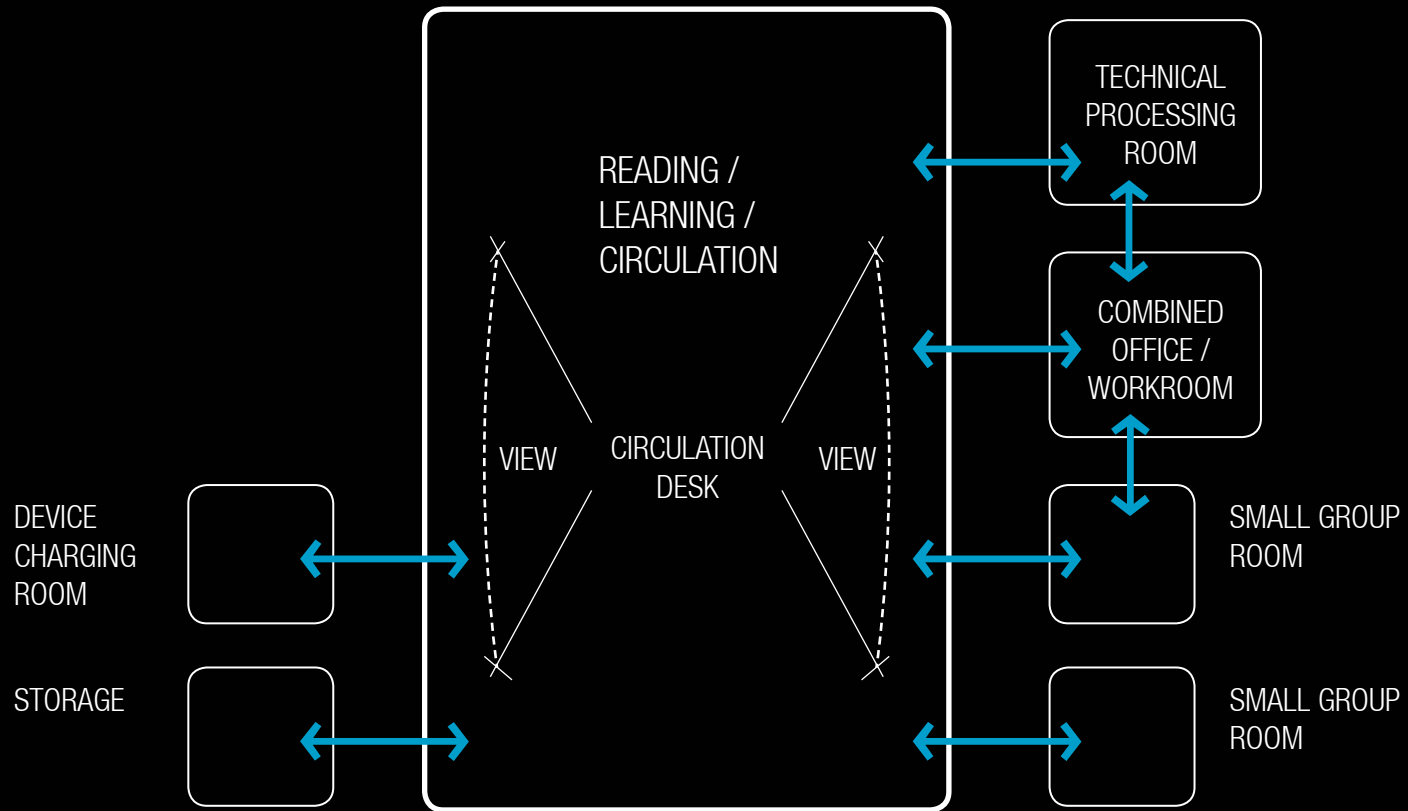 TECHNICAL
PROCESSING
ROOM
READING /
LEARNING /
CIRCULATION
COMBINED
OFFICE /
WORKROOM
VIEW
CIRCULATION
DESK
VIEW
DEVICE
CHARGING
ROOM
SMALL GROUP
ROOM
STORAGE
SMALL GROUP
ROOM